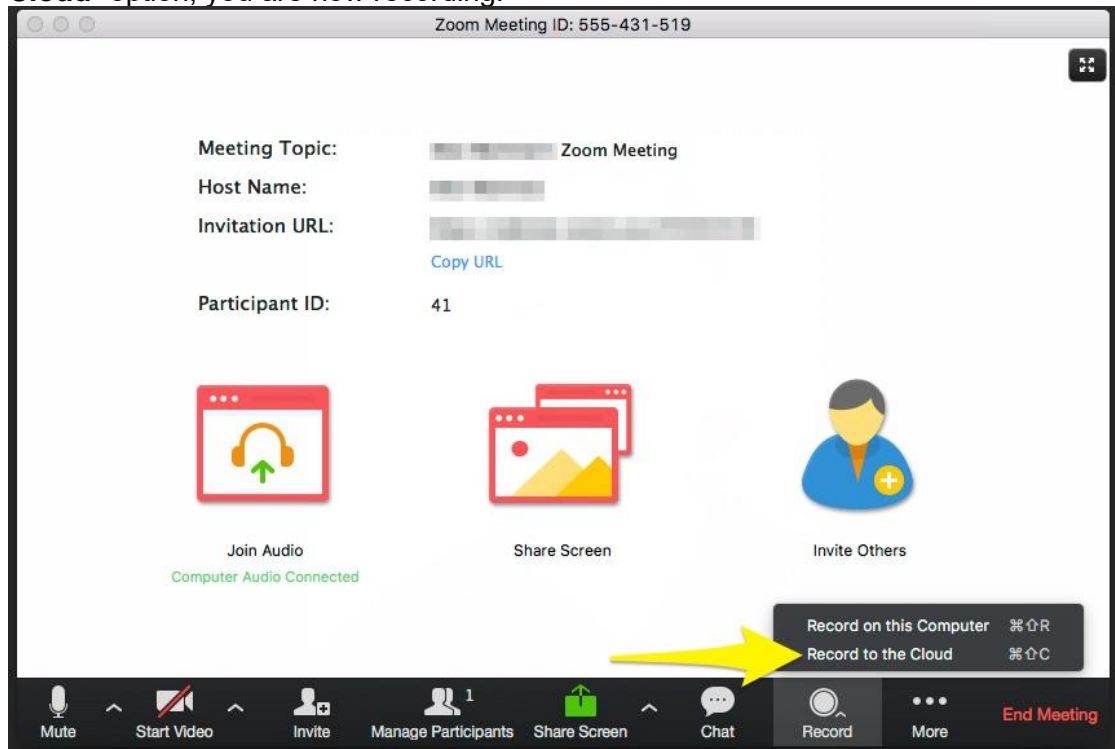 Zoom Meeting ID: 555-431-519
Meeting Topic: Zoom Meeting
Host Name:
Invitation URL:
Copy URL
Participant ID: 41
Join Audio Share Screen Invite Others
Computer Audio Connected
Record on this Computer ⌘⇧R
Record to the Cloud ⌘⇧C
1
Mute Start Video Invite Manage Participants Share Screen Chat Record More End Meeting